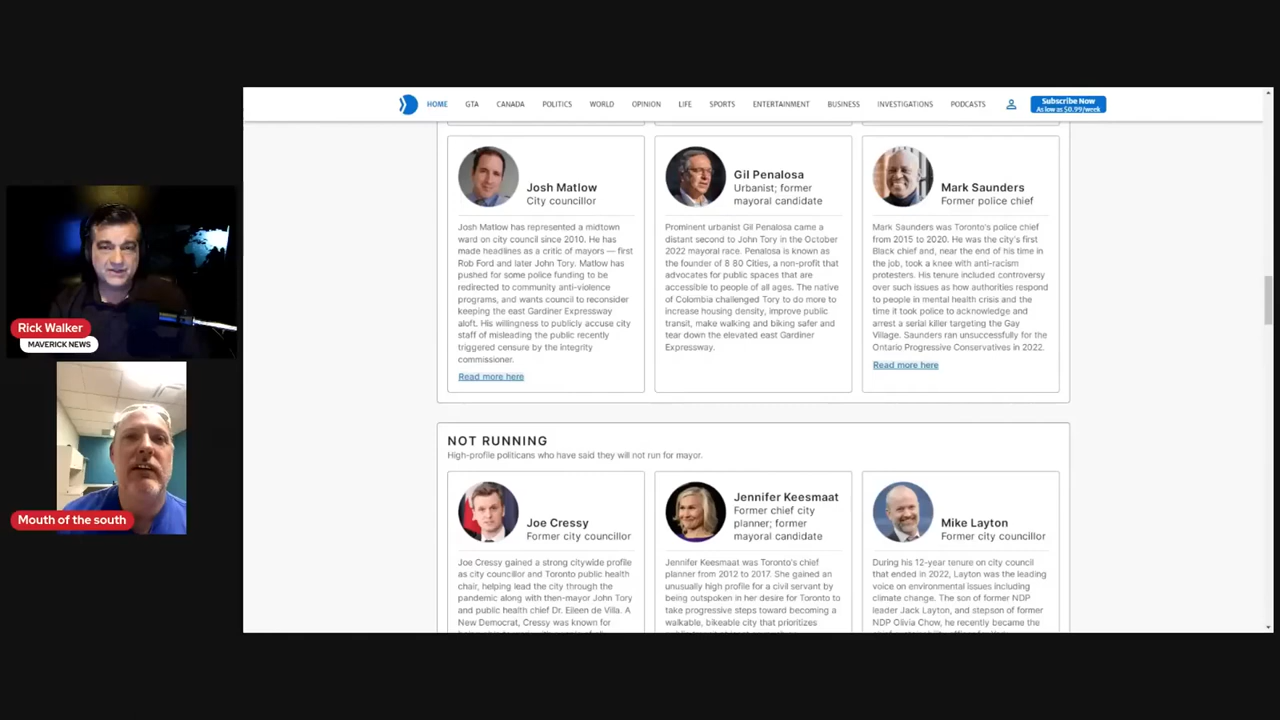 HOME GTA CANADA POLITICS WORLD OPINION LIFE SPORTS ENTERTAINMENT BUSINESS INVESTIGATIONS PODCASTS
Subscribe Now
As low as $0.99/week
Josh Matlow
City councillor
Josh Matlow has represented a midtown
ward on city council since 2010. He has
made headlines as a critic of mayors — first
Rob Ford and later John Tory. Matlow has
pushed for some police funding to be
redirected to community anti-violence
programs, and wants council to reconsider
keeping the east Gardiner Expressway
aloft. His willingness to publicly accuse city
staff of misleading the public recently
triggered censure by the integrity
commissioner.
Read more here
Gil Penalosa
Urbanist; former
mayoral candidate
Prominent urbanist Gil Penalosa came a
distant second to John Tory in the October
2022 mayoral race. Penalosa is known as
the founder of 8 80 Cities, a non-profit that
advocates for public spaces that are
accessible to people of all ages. The native
of Colombia challenged Tory to do more to
increase housing density, improve public
transit, make walking and biking safer and
tear down the elevated east Gardiner
Expressway.
Mark Saunders
Former police chief
Mark Saunders was Toronto's police chief
from 2015 to 2020. He was the city's first
Black chief and, near the end of his time in
the job, took a knee with anti-racism
protesters. His tenure included controversy
over such issues as how authorities respond
to people in mental health crisis and the
time it took police to acknowledge and
arrest a serial killer targeting the Gay
Village. Saunders ran unsuccessfully for the
Ontario Progressive Conservatives in 2022.
Read more here
Rick Walker
MAVERICK NEWS
Mouth of the south
NOT RUNNING
High-profile politicians who have said they will not run for mayor.
Joe Cressy
Former city councillor
Joe Cressy gained a strong citywide profile
as city councillor and Toronto public health
chair, helping lead the city through the
pandemic along with then-mayor John Tory
and public health chief Dr. Eileen de Villa. A
New Democrat, Cressy was known for
Jennifer Keesmaat
Former chief city
planner; former
mayoral candidate
Jennifer Keesmaat was Toronto's chief
planner from 2012 to 2017. She gained an
unusually high profile for a civil servant by
being outspoken in her desire for Toronto to
take progressive steps toward becoming a
walkable, bikeable city that prioritizes
Mike Layton
Former city councillor
During his 12-year tenure on city council
that ended in 2022, Layton was the leading
voice on environmental issues including
climate change. The son of former NDP
leader Jack Layton, and stepson of former
NDP Olivia Chow, he recently became the